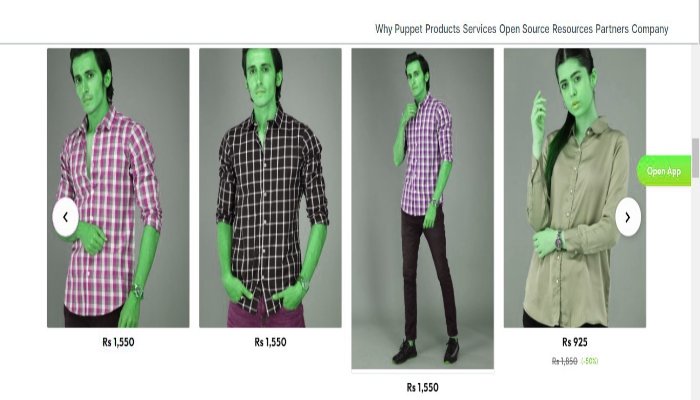 Why Puppet Products Services Open Source Resources Partners Company
Open App
Rs 1,550
Rs 1,550
Rs 925
Rs 1,850 (-50%)
Rs 1,550